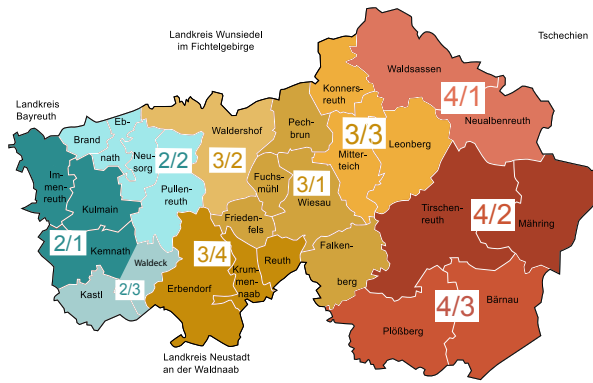 Landkreis Wunsiedel
im Fichtelgebirge
Tschechien
Waldsassen
Konners-
reuth
4/1
Landkreis
Bayreuth
Eb-
nath
Brand
Neu-
sorg
2/2
Waldershof
3/2
Pech-
brun
3/3
Neualbenreuth
Leonberg
Mitter-
teich
Im-
men-
reuth
Pullen-
reuth
Fuchs-
mühl
3/1
Wiesau
Kulmain
Tirschen-
reuth
4/2
Mähring
Frieden-
fels
2/1
Kemnath
Waldeck
3/4
Reuth
Falken-
berg
Krum-
men-
naab
Kastl
2/3
Erbendorf
4/3
Bärnau
Plößberg
Landkreis Neustadt
an der Waldnaab